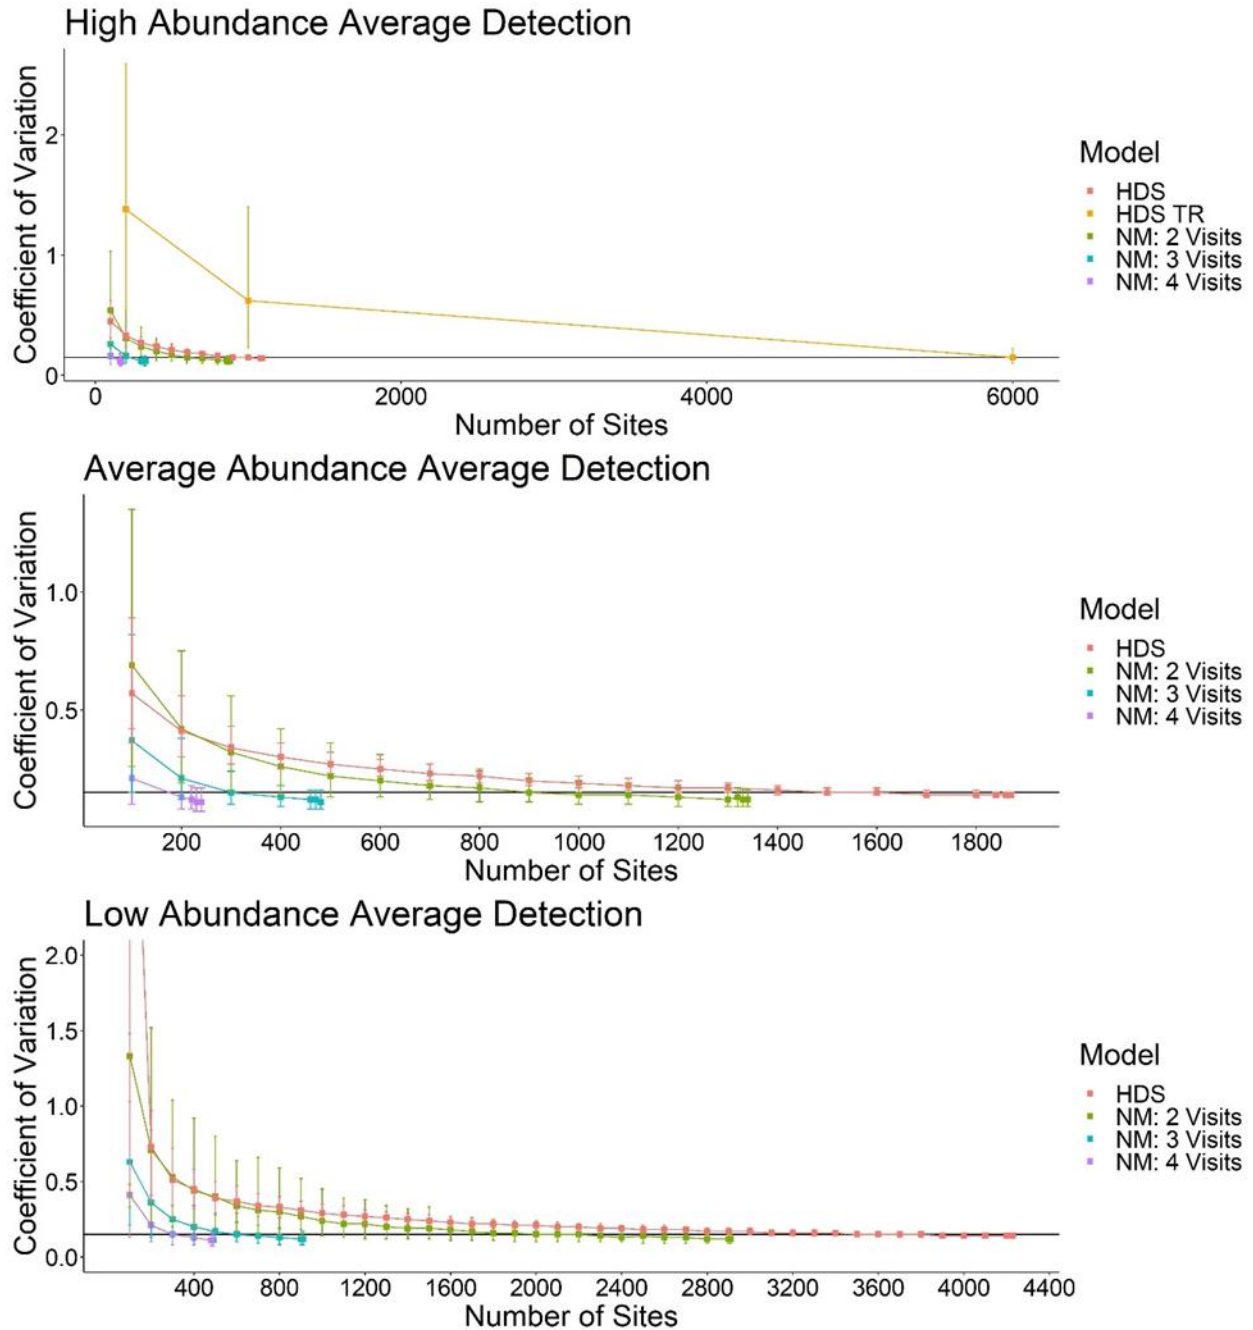 High Abundance Average Detection
Coefficient of Variation
2
1
0
0 2000 4000 6000
Number of Sites
Model
HDS
HDS TR
NM: 2 Visits
NM: 3 Visits
NM: 4 Visits
Average Abundance Average Detection
Coefficient of Variation
1.0
0.5
200 400 600 800 1000 1200 1400 1600 1800
Number of Sites
Model
HDS
NM: 2 Visits
NM: 3 Visits
NM: 4 Visits
Low Abundance Average Detection
Coefficient of Variation
2.0
1.5
1.0
0.5
0.0
400 800 1200 1600 2000 2400 2800 3200 3600 4000 4400
Number of Sites
Model
HDS
NM: 2 Visits
NM: 3 Visits
NM: 4 Visits